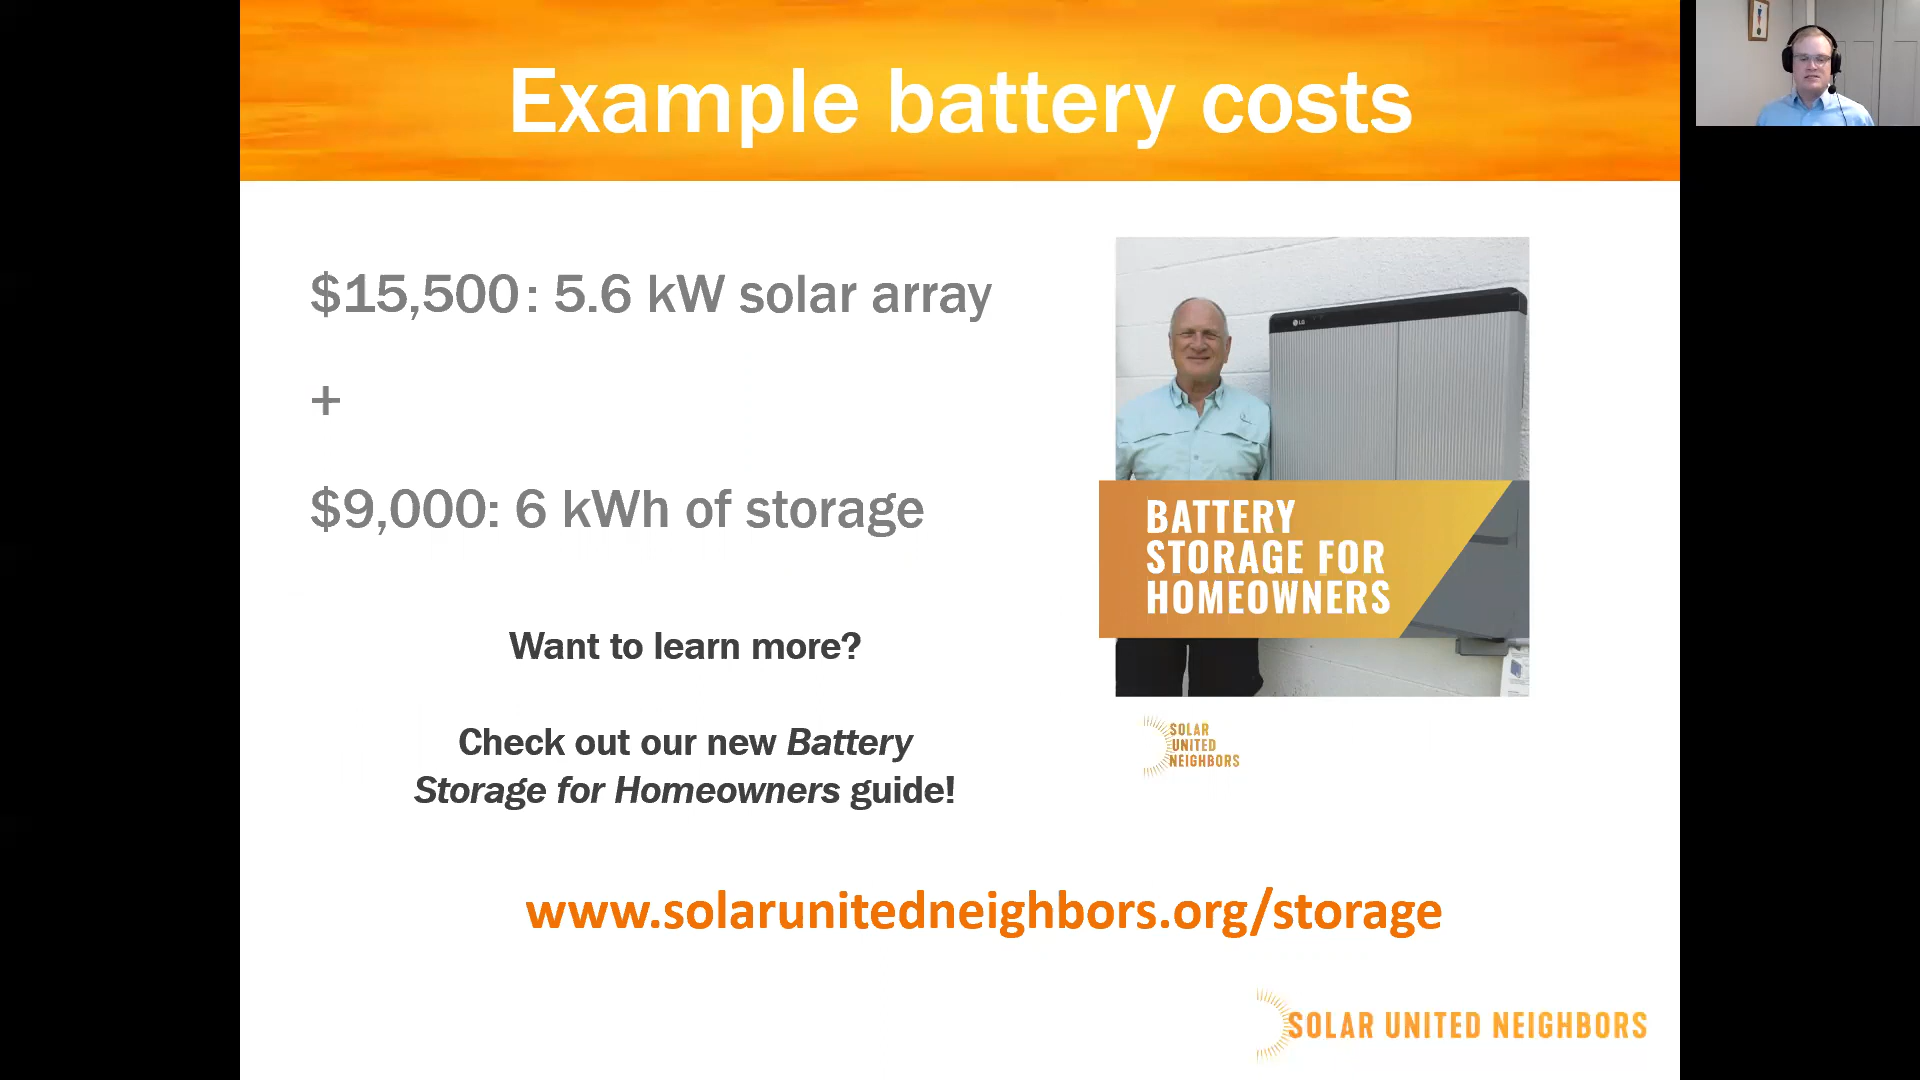 Example battery costs
$15,500: 5.6 kW solar array
+
$9,000: 6 kWh of storage
Want to learn more?
Check out our new Battery
Storage for Homeowners guide!
LG
BATTERY
STORAGE FOR
HOMEOWNERS
SOLAR
UNITED
NEIGHBORS
www.solarunitedneighbors.org/storage
SOLAR UNITED NEIGHBORS